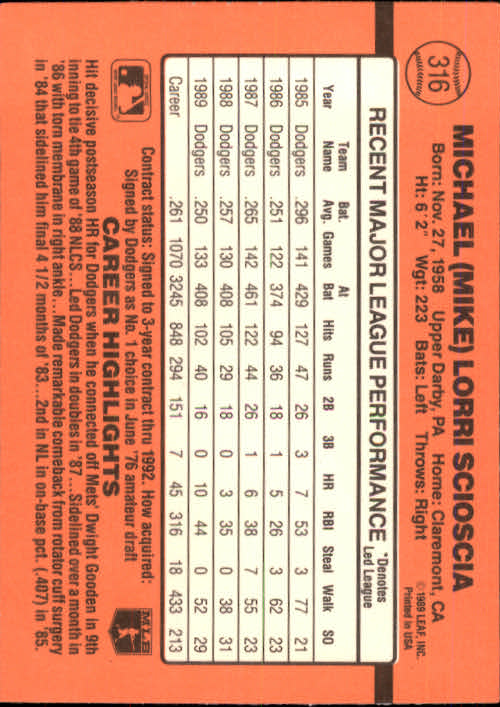 316
MICHAEL (MIKE) LORRI SCIOSCIA
Born: Nov. 27, 1958 Upper Darby, PA Home: Claremont, CA
Ht: 6' 2" Wgt: 223 Bats: Left Throws: Right
© 1989 LEAF, INC.
Printed in USA
RECENT MAJOR LEAGUE PERFORMANCE *Denotes Led League
Year Team Name Bat. Avg. Games At Bat Hits Runs 2B 3B HR RBI Steal Walk SO
1985 Dodgers .296 141 429 127 47 26 3 7 53 3 77 21
1986 Dodgers .251 122 374 94 36 18 1 5 26 3 62 23
1987 Dodgers .265 142 461 122 44 26 1 6 38 7 55 23
1988 Dodgers .257 130 408 105 29 18 0 3 35 0 38 31
1989 Dodgers .250 133 408 102 40 16 0 10 44 0 52 29
Career .261 1070 3245 848 294 151 7 45 316 18 433 213
Contract status: Signed to 3-year contract thru 1992. How acquired:
Signed by Dodgers as No. 1 choice in June '76 amateur draft
CAREER HIGHLIGHTS
MLB
Hit decisive postseason HR for Dodgers when he connected off Mets' Dwight Gooden in 9th
inning to tie 4th game of '88 NLCS...Led Dodgers in doubles in '87...Sidelined over a month in
'86 with torn membrane in right ankle...Made remarkable comeback from rotator cuff surgery
in '84 that sidelined him final 4 1/2 months of '83...2nd in NL in on-base pct. (.407) in '85.